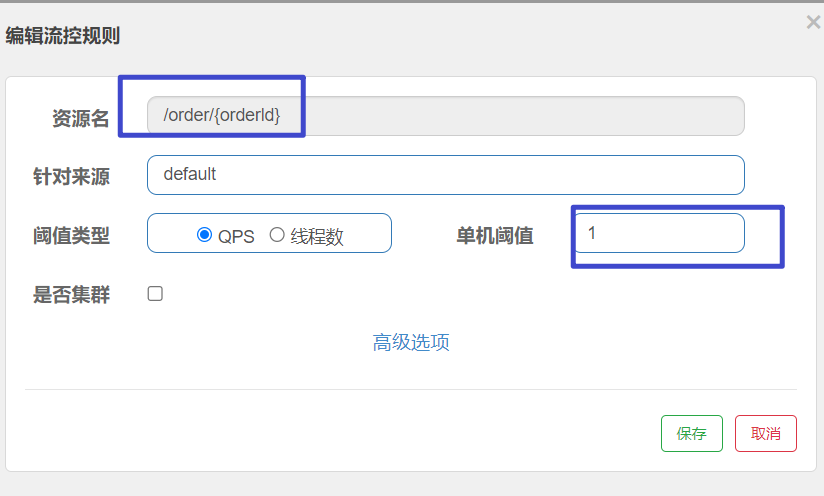 编辑流控规则
×
资源名 /order/{orderId}
针对来源 default
阈值类型 QPS 线程数 单机阈值 1
是否集群
高级选项
保存 取消